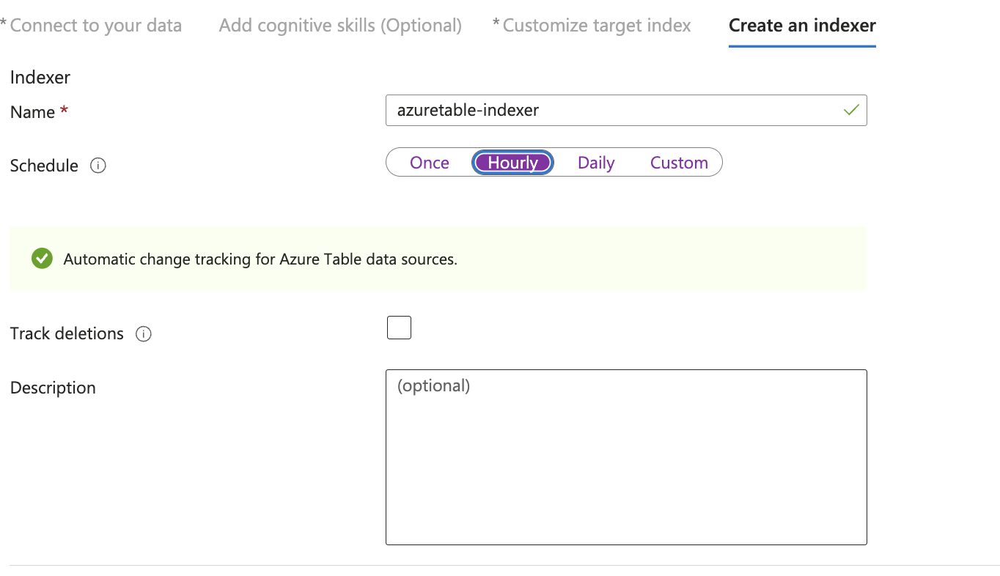 * Connect to your data Add cognitive skills (Optional) * Customize target index Create an indexer
Indexer
Name *
azuretable-indexer
Schedule
Once Hourly Daily Custom
Automatic change tracking for Azure Table data sources.
Track deletions
Description
(optional)